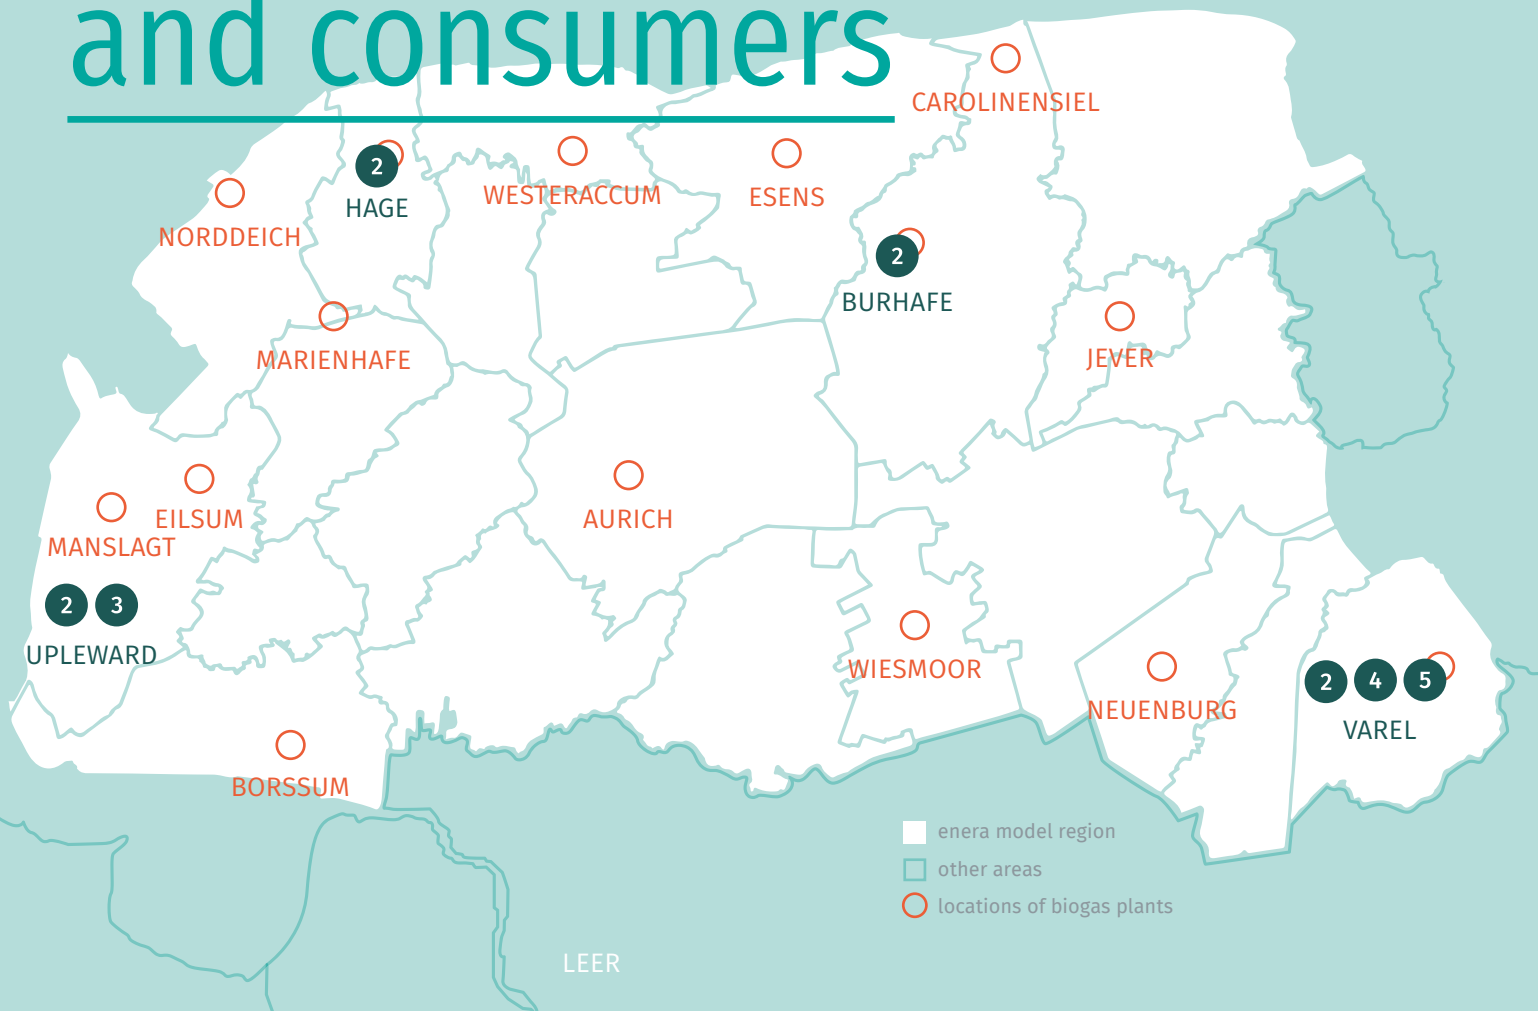 and consumers
CAROLINENSIEL
2
HAGE
WESTERACCUM
ESENS
NORDDEICH
2
BURHAFE
MARIENHAFE
JEVER
EILSUM
MANSLAGT
AURICH
2 3
UPLEWARD
WIESMOOR
NEUENBURG
2 4 5
VAREL
BORSSUM
enera model region
other areas
locations of biogas plants
LEER